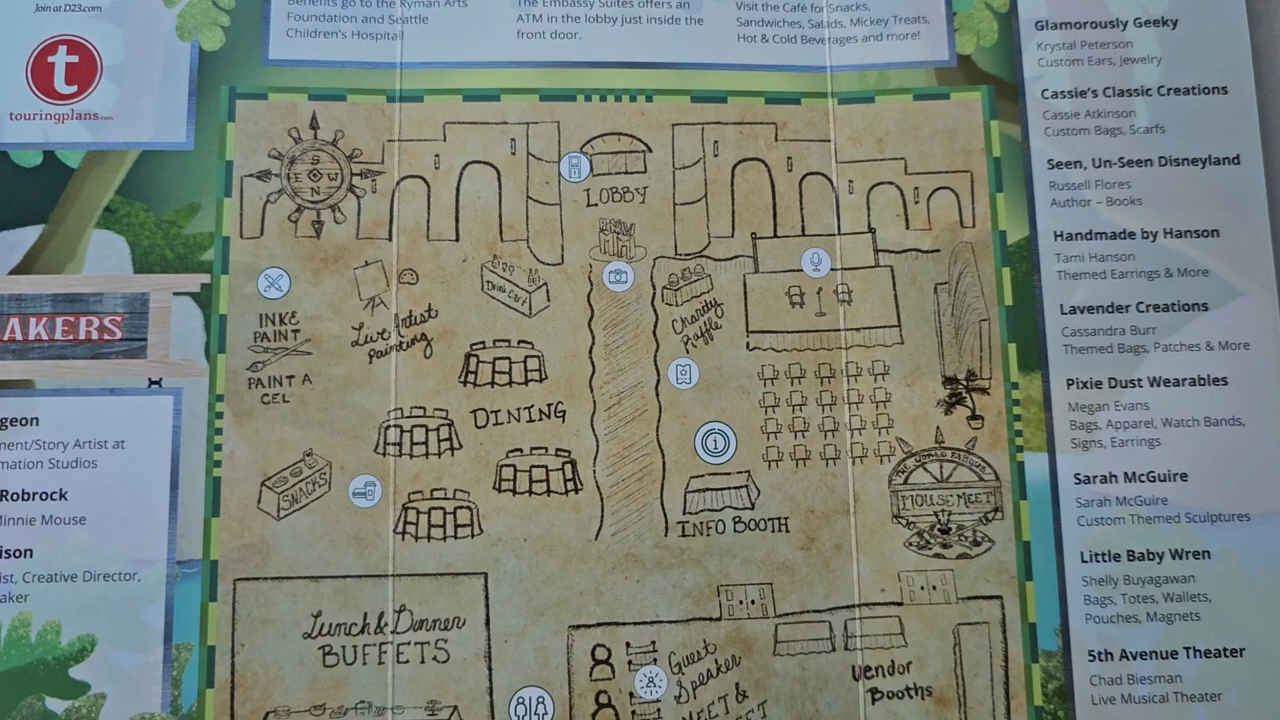 Join at D23.com
t
touringplans.com
Benefits go to the Ryman Arts
Foundation and Seattle
Children's Hospital!
The Embassy Suites offers an
ATM in the lobby just inside the
front door.
Visit the Café for Snacks,
Sandwiches, Salads, Mickey Treats,
Hot & Cold Beverages and more!
AKERS
geon
nent/Story Artist at
mation Studios
Robrock
Minnie Mouse
ison
ist, Creative Director,
aker
S
E W
N
LOBBY
PNW
MM
INK &
PAINT
PAINT A
CEL
Live Artist
Painting
Drink Cart
Charity
Raffle
DINING
SNACKS
i
INFO BOOTH
THE WORLD FAMOUS
MOUSE MEET
Lunch & Dinner
BUFFETS
Guest
Speaker
MEET &
Vendor
Booths
Glamorously Geeky
Krystal Peterson
Custom Ears, Jewelry
Cassie's Classic Creations
Cassie Atkinson
Custom Bags, Scarfs
Seen, Un-Seen Disneyland
Russell Flores
Author – Books
Handmade by Hanson
Tami Hanson
Themed Earrings & More
Lavender Creations
Cassandra Burr
Themed Bags, Patches & More
Pixie Dust Wearables
Megan Evans
Bags, Apparel, Watch Bands,
Signs, Earrings
Sarah McGuire
Sarah McGuire
Custom Themed Sculptures
Little Baby Wren
Shelly Buyagawan
Bags, Totes, Wallets,
Pouches, Magnets
5th Avenue Theater
Chad Biesman
Live Musical Theater